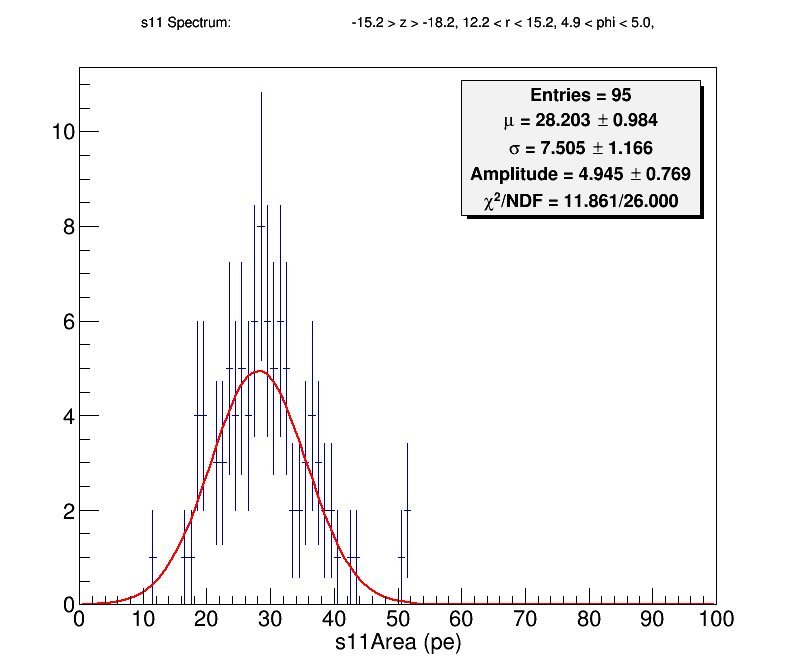 s11 Spectrum: -15.2 > z > -18.2, 12.2 < r < 15.2, 4.9 < phi < 5.0,
Entries = 95
μ = 28.203 ± 0.984
σ = 7.505 ± 1.166
Amplitude = 4.945 ± 0.769
χ²/NDF = 11.861/26.000
10
8
6
4
2
0
0 10 20 30 40 50 60 70 80 90 100
s11Area (pe)